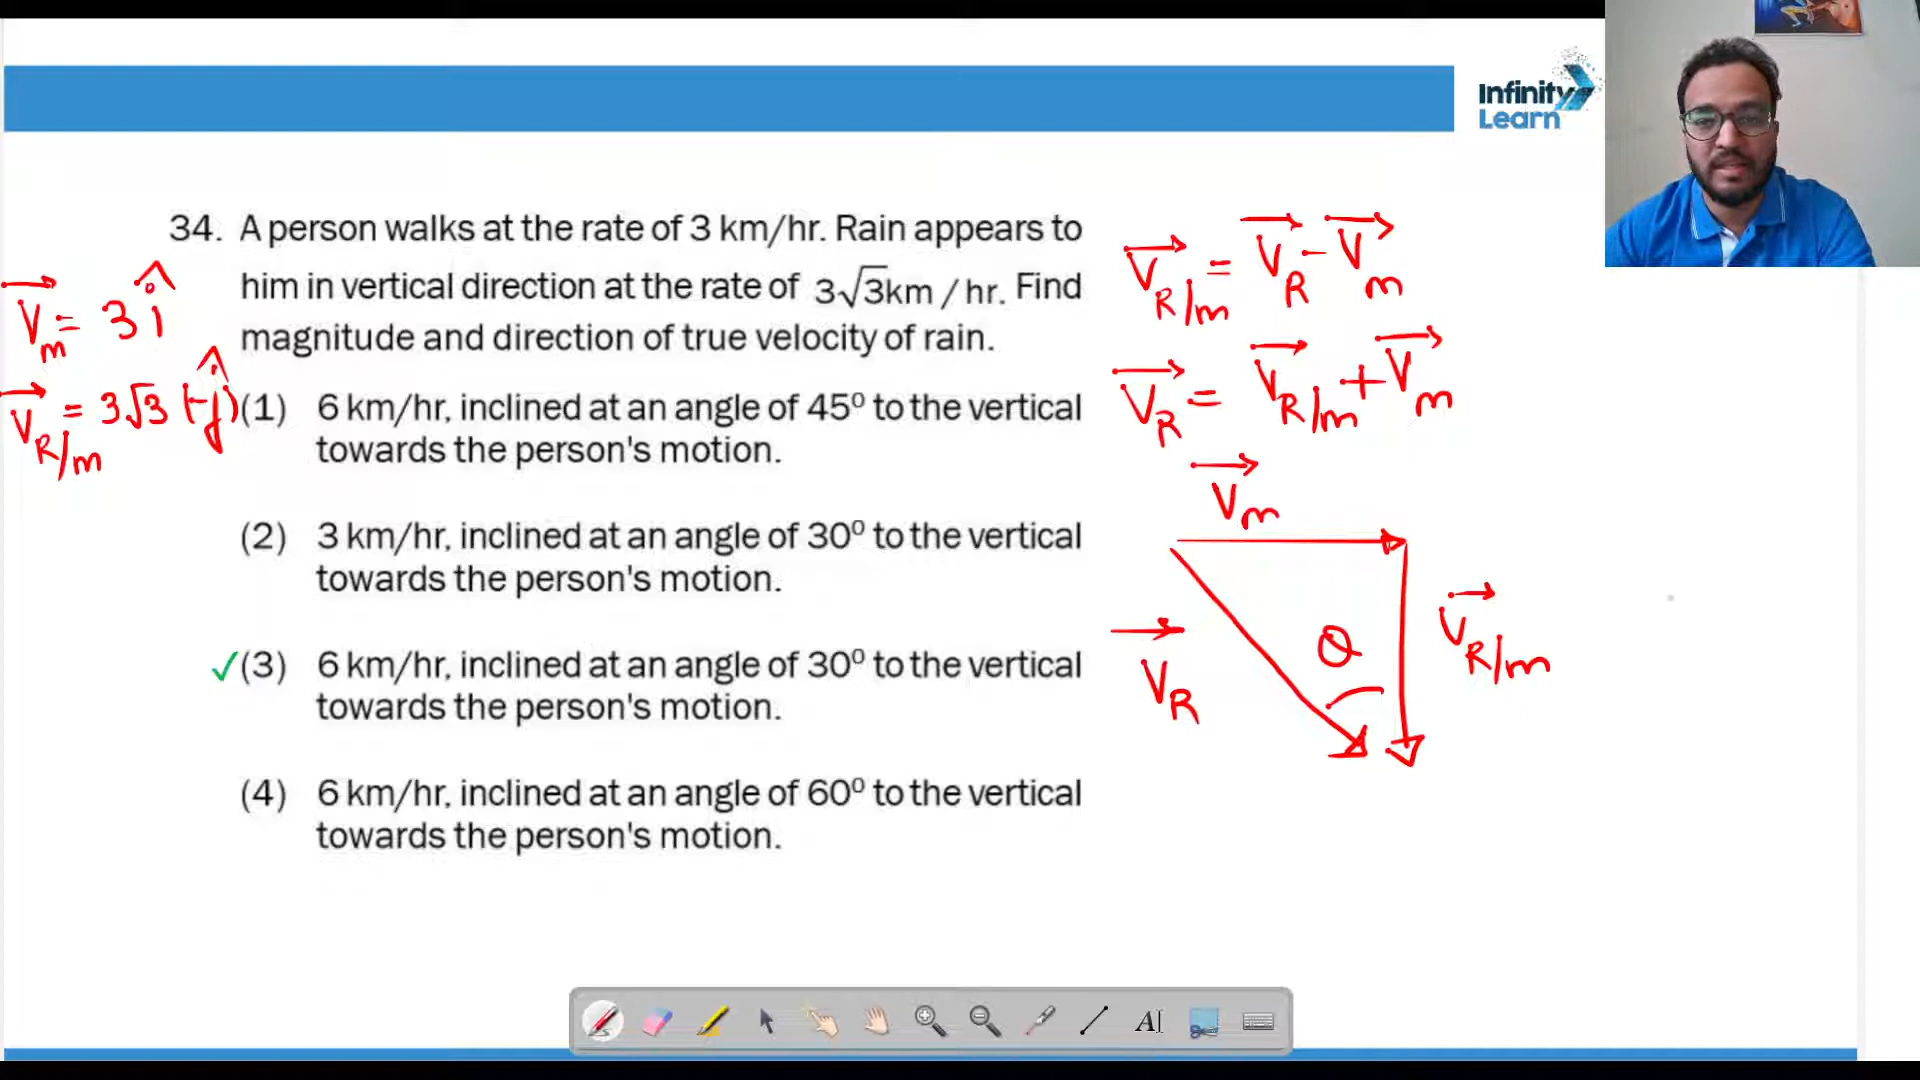 Infinity
Learn
34. A person walks at the rate of 3 km/hr. Rain appears to
him in vertical direction at the rate of 3√3km / hr. Find
magnitude and direction of true velocity of rain.
(1) 6 km/hr, inclined at an angle of 45⁰ to the vertical
towards the person's motion.
(2) 3 km/hr, inclined at an angle of 30⁰ to the vertical
towards the person's motion.
✓(3) 6 km/hr, inclined at an angle of 30⁰ to the vertical
towards the person's motion.
(4) 6 km/hr, inclined at an angle of 60⁰ to the vertical
towards the person's motion.
V⃗m = 3 î
V⃗R/m = 3√3 (-ĵ)
V⃗R/m = V⃗R - V⃗m
V⃗R = V⃗R/m + V⃗m
V⃗m
V⃗R/m
θ
V⃗R
A